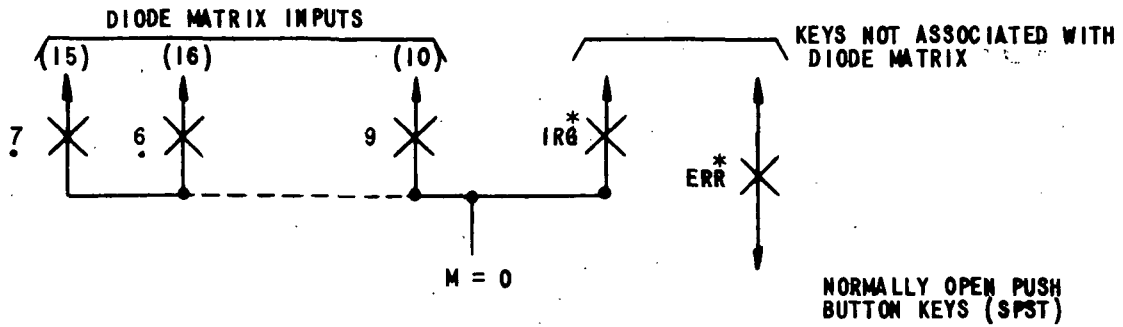 DIODE MATRIX INPUTS
KEYS NOT ASSOCIATED WITH
DIODE MATRIX
(15) (16) (10)
7 6 9 IRG*
ERR*
M = 0
NORMALLY OPEN PUSH
BUTTON KEYS (SPST)